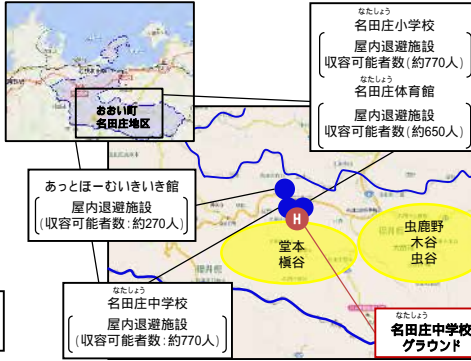 おおい町
名田庄地区
なたしょう
名田庄小学校
屋内退避施設
収容可能者数(約770人)
なたしょう
名田庄体育館
屋内退避施設
収容可能者数(約650人)
あっとほーむいきいき館
屋内退避施設
(収容可能者数:約270人)
H
堂本
槇谷
虫鹿野
木谷
虫谷
なたしょう
名田庄中学校
屋内退避施設
(収容可能者数:約770人)
なたしょう
名田庄中学校
グラウンド